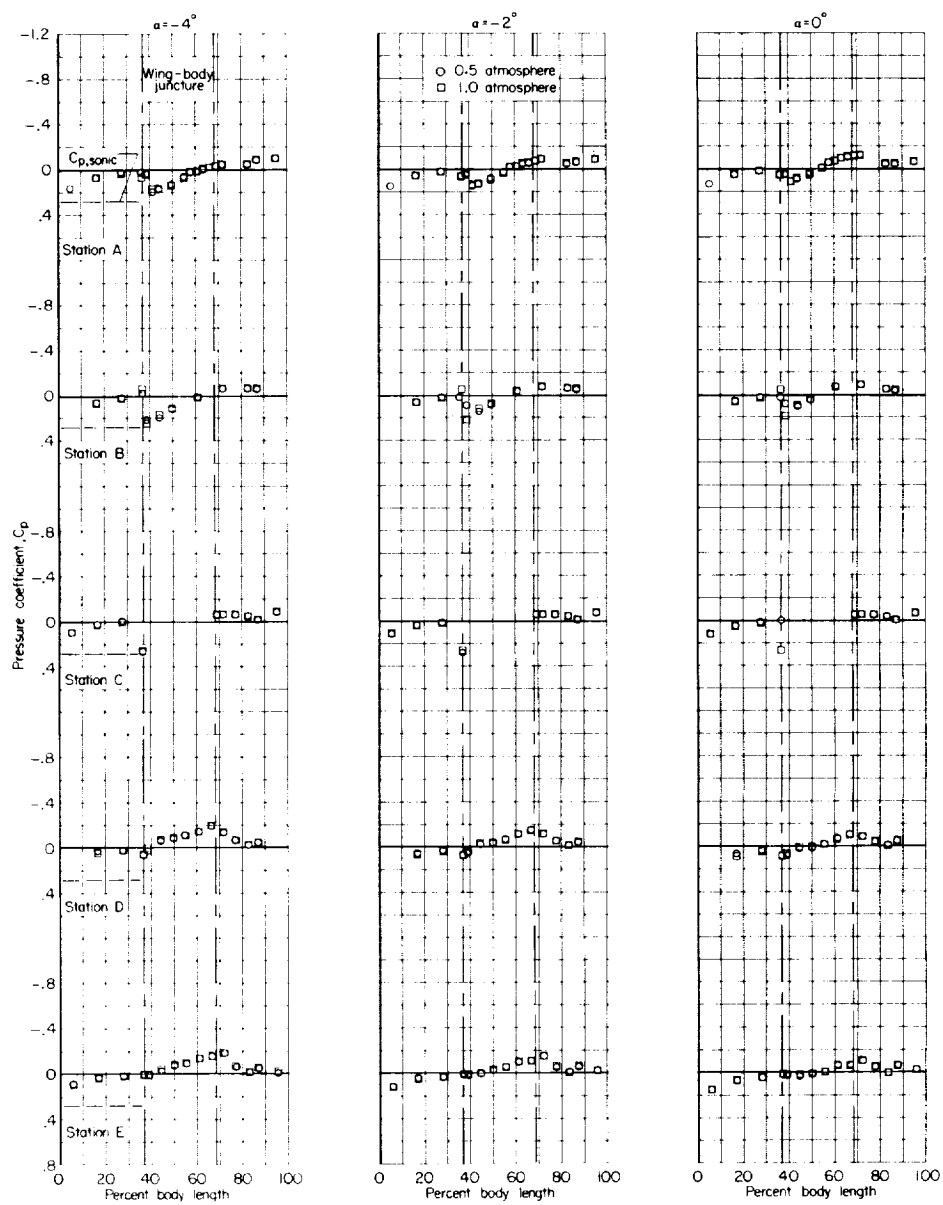 α=-4°
α=-2°
α=0°
-1.2
-.8
-.4
0
.4
-.8
-.4
0
.4
-.8
-.4
0
.4
-.8
-.4
0
.4
-.8
-.4
0
.4
.8
Wing-body
juncture
○ 0.5 atmosphere
□ 1.0 atmosphere
Cp,sonic
Station A
Station B
Station C
Station D
Station E
Pressure coefficient, Cp
0 20 40 60 80 100
Percent body length
0 20 40 60 80 100
Percent body length
0 20 40 60 80 100
Percent body length